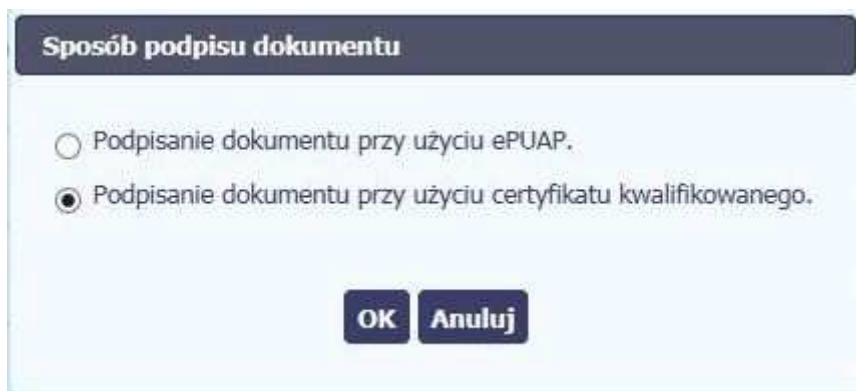 Sposób podpisu dokumentu
Podpisanie dokumentu przy użyciu ePUAP.
Podpisanie dokumentu przy użyciu certyfikatu kwalifikowanego.
OK Anuluj